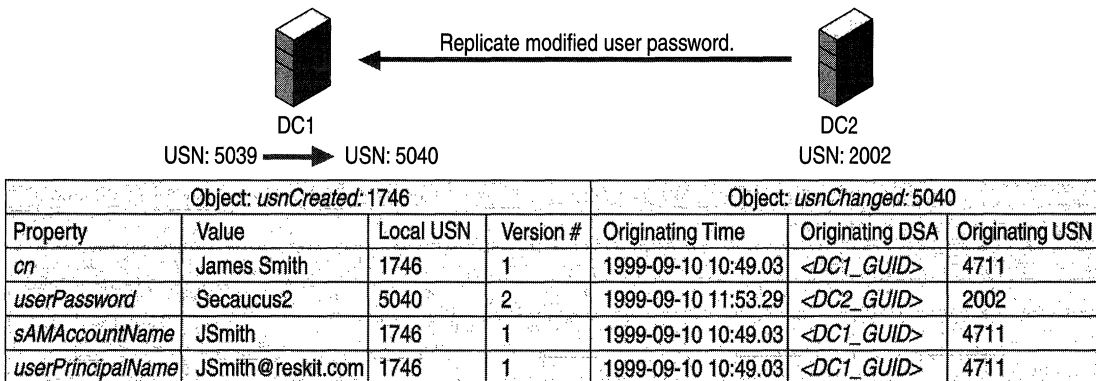 Replicate modified user password.
DC1
DC2
USN: 5039 USN: 5040
USN: 2002
Object: usnCreated: 1746 Object: usnChanged: 5040
Property Value Local USN Version # Originating Time Originating DSA Originating USN
cn James Smith 1746 1 1999-09-10 10:49.03 <DC1_GUID> 4711
userPassword Secaucus2 5040 2 1999-09-10 11:53.29 <DC2_GUID> 2002
sAMAccountName JSmith 1746 1 1999-09-10 10:49.03 <DC1_GUID> 4711
userPrincipalName JSmith@reskit.com 1746 1 1999-09-10 10:49.03 <DC1_GUID> 4711